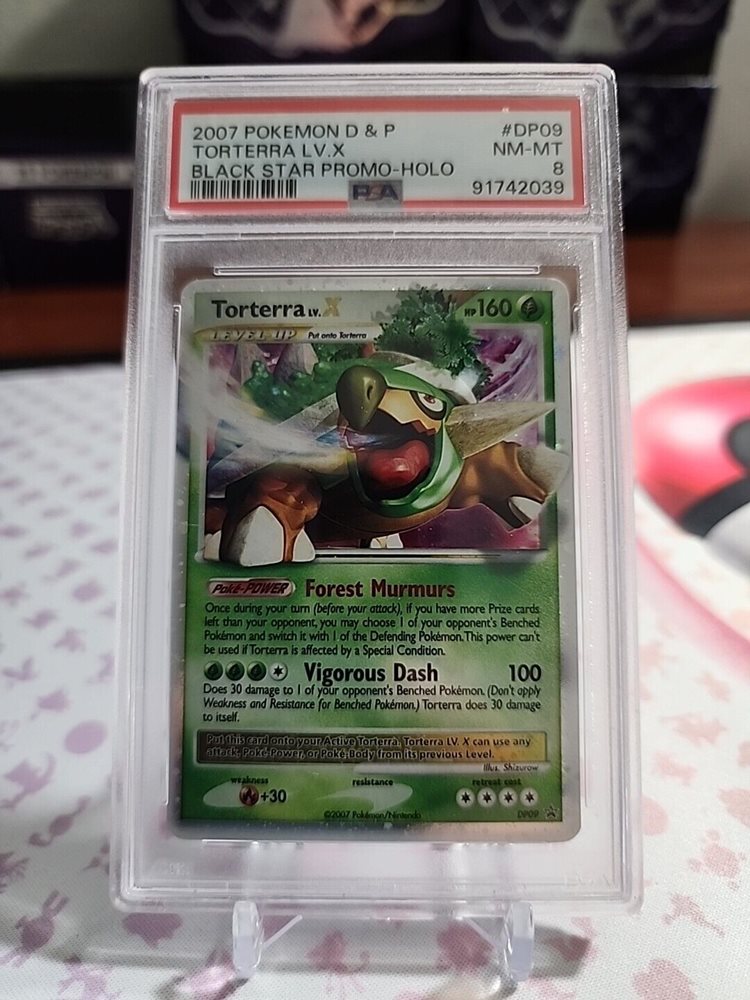 2007 POKEMON D & P #DP09
TORTERRA LV.X NM-MT
BLACK STAR PROMO-HOLO 8
PSA 91742039
Torterra LV.X HP160
LEVEL-UP Put onto Torterra
Poké-POWER Forest Murmurs
Once during your turn (before your attack), if you have more Prize cards
left than your opponent, you may choose 1 of your opponent's Benched
Pokémon and switch it with 1 of the Defending Pokémon. This power can't
be used if Torterra is affected by a Special Condition.
Vigorous Dash 100
Does 30 damage to 1 of your opponent's Benched Pokémon. (Don't apply
Weakness and Resistance for Benched Pokémon.) Torterra does 30 damage
to itself.
Put this card onto your Active Torterra. Torterra LV. X can use any
attack, Poké-Power, or Poké-Body from its previous Level.
Illus. Shizurow
weakness resistance retreat cost
+30
©2007 Pokémon/Nintendo DP09